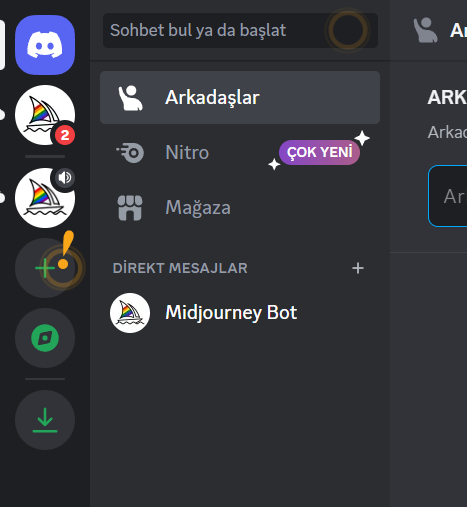 Sohbet bul ya da başlat
2
Arkadaşlar
Nitro
ÇOK YENİ
Mağaza
DİREKT MESAJLAR
Midjourney Bot
Ar
ARK
Arkad
Ar